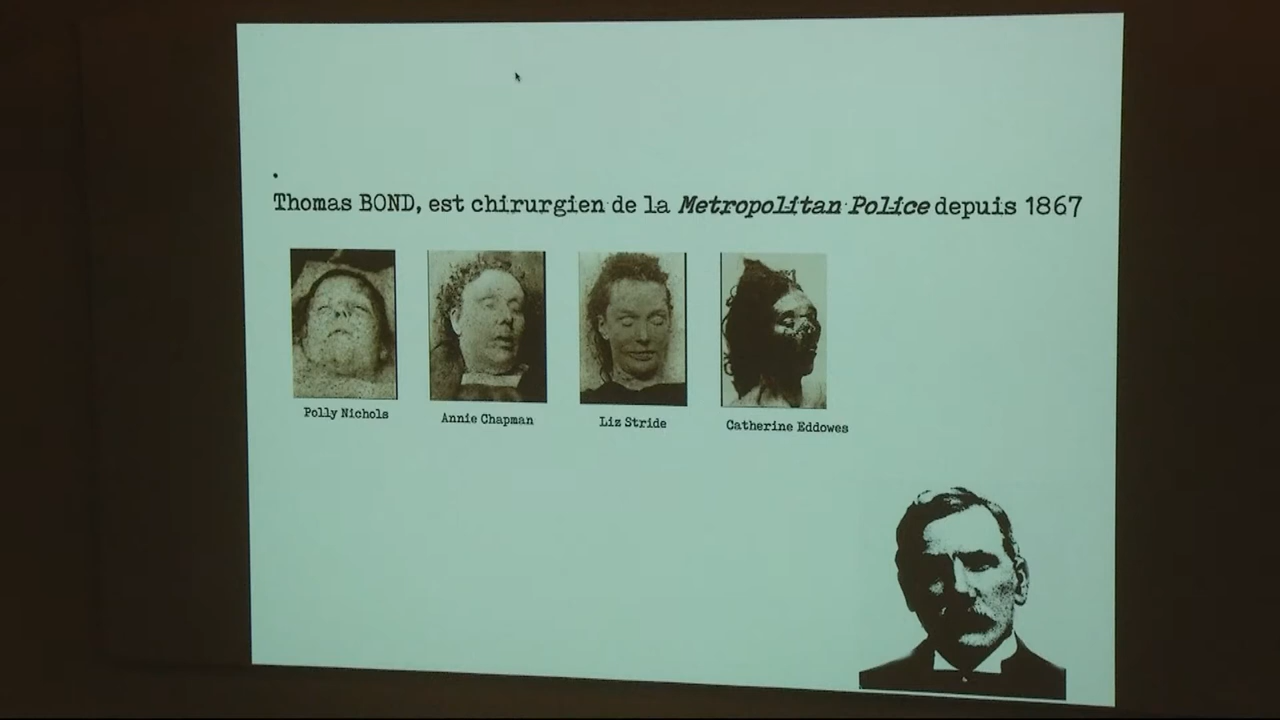 Thomas BOND, est chirurgien de la Metropolitan Police depuis 1867
Polly Nichols
Annie Chapman
Liz Stride
Catherine Eddowes